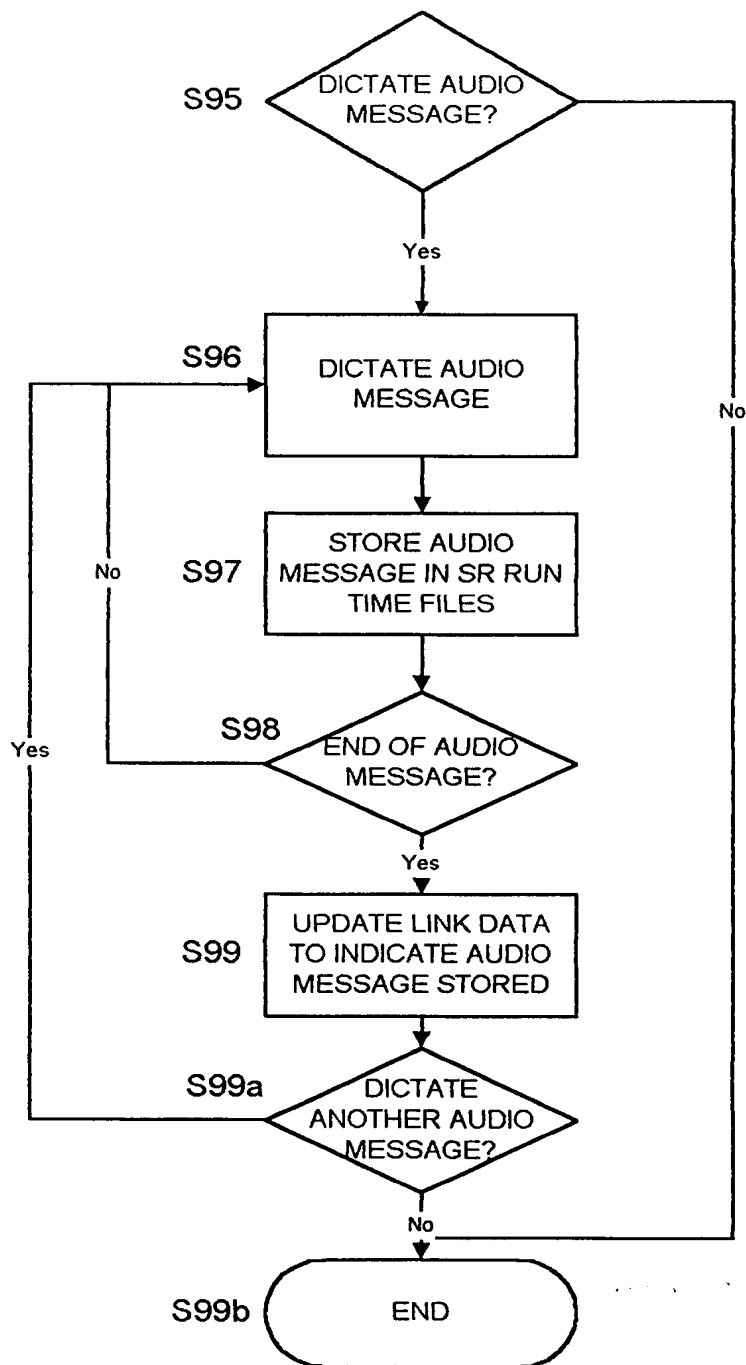 S95
DICTATE AUDIO
MESSAGE?
Yes
No
S96
DICTATE AUDIO
MESSAGE
S97
STORE AUDIO
MESSAGE IN SR RUN
TIME FILES
No
S98
END OF AUDIO
MESSAGE?
Yes
Yes
S99
UPDATE LINK DATA
TO INDICATE AUDIO
MESSAGE STORED
S99a
DICTATE
ANOTHER AUDIO
MESSAGE?
No
S99b
END